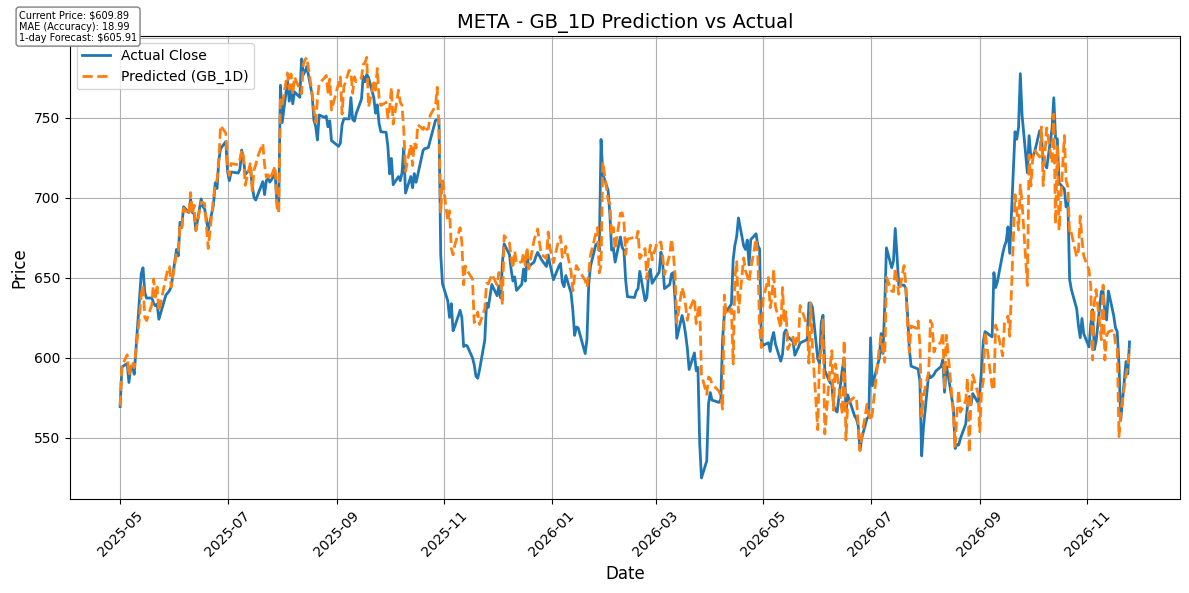 META - GB_1D Prediction vs Actual
Current Price: $609.89
MAE (Accuracy): 18.99
1-day Forecast: $605.91
Actual Close
Predicted (GB_1D)
Price
750
700
650
600
550
2025-05
2025-07
2025-09
2025-11
2026-01
2026-03
2026-05
2026-07
2026-09
2026-11
Date